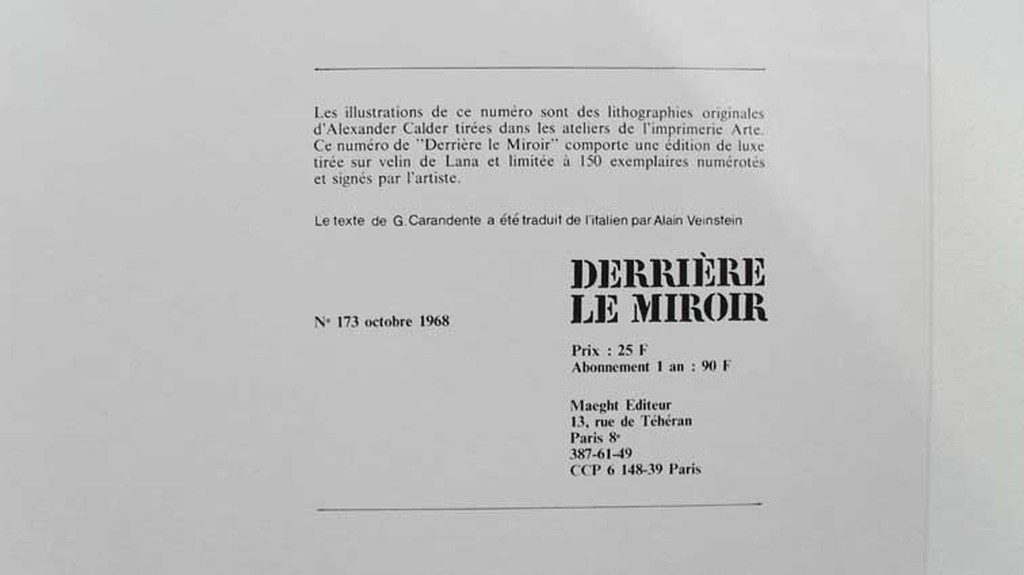 Les illustrations de ce numéro sont des lithographies originales
d'Alexander Calder tirées dans les ateliers de l'imprimerie Arte.
Ce numéro de "Derrière le Miroir" comporte une édition de luxe
tirée sur velin de Lana et limitée à 150 exemplaires numérotés
et signés par l'artiste.
Le texte de G. Carandente a été traduit de l'italien par Alain Veinstein
DERRIÈRE
LE MIROIR
N° 173 octobre 1968
Prix : 25 F
Abonnement 1 an : 90 F
Maeght Editeur
13, rue de Téhéran
Paris 8e
387-61-49
CCP 6 148-39 Paris